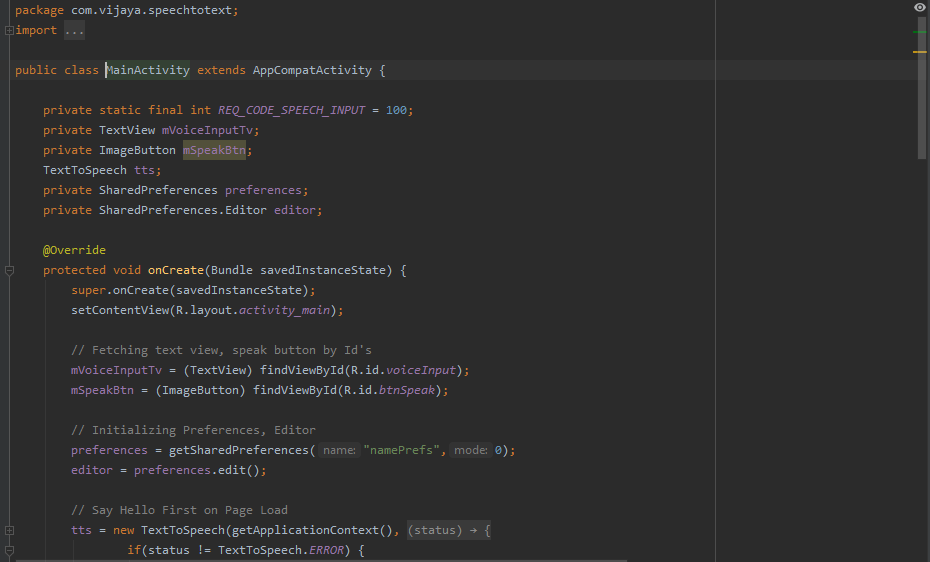 package com.vijaya.speechtotext;
import ...
public class MainActivity extends AppCompatActivity {
private static final int REQ_CODE_SPEECH_INPUT = 100;
private TextView mVoiceInputTv;
private ImageButton mSpeakBtn;
TextToSpeech tts;
private SharedPreferences preferences;
private SharedPreferences.Editor editor;
@Override
protected void onCreate(Bundle savedInstanceState) {
super.onCreate(savedInstanceState);
setContentView(R.layout.activity_main);
// Fetching text view, speak button by Id's
mVoiceInputTv = (TextView) findViewById(R.id.voiceInput);
mSpeakBtn = (ImageButton) findViewById(R.id.btnSpeak);
// Initializing Preferences, Editor
preferences = getSharedPreferences( name: "namePrefs", mode: 0);
editor = preferences.edit();
// Say Hello First on Page Load
tts = new TextToSpeech(getApplicationContext(), (status) → {
if(status != TextToSpeech.ERROR) {